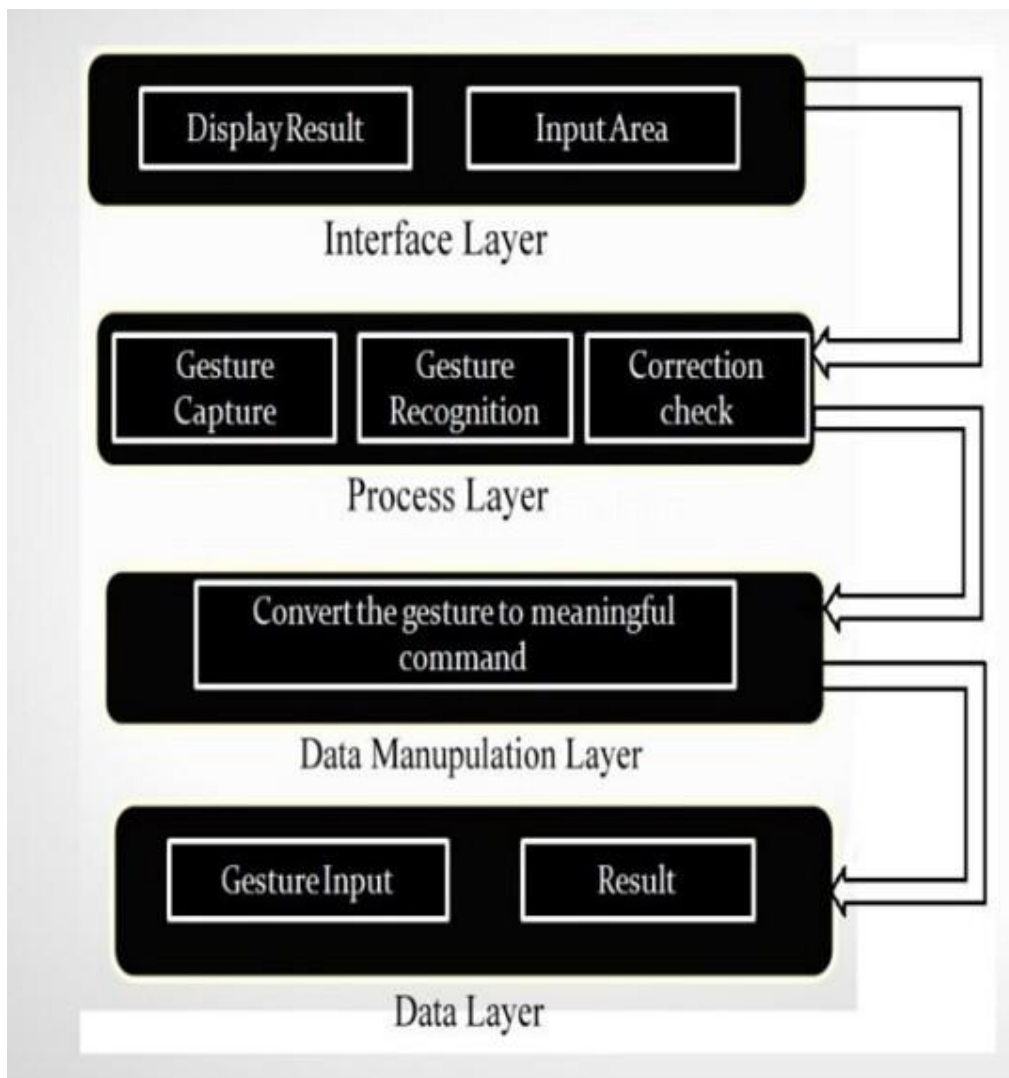 Display Result
Input Area
Interface Layer
Gesture
Capture
Gesture
Recognition
Correction
check
Process Layer
Convert the gesture to meaningful
command
Data Manupulation Layer
Gesture Input
Result
Data Layer